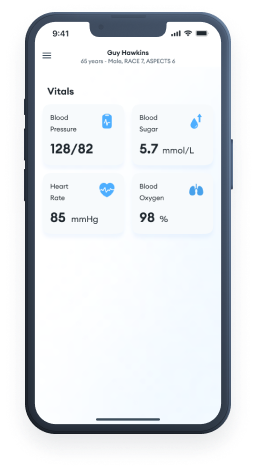 9:41
Guy Hawkins
65 years - Male, RACE 7, ASPECTS 6
Vitals
Blood
Pressure
128/82
Blood
Sugar
5.7 mmol/L
Heart
Rate
85 mmHg
Blood
Oxygen
98 %